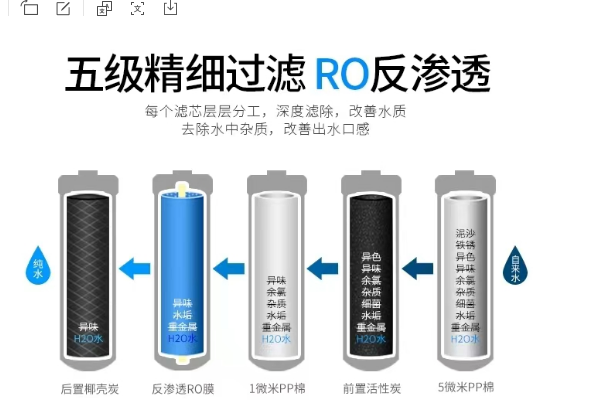 五级精细过滤 RO反渗透
每个滤芯层层分工，深度滤除，改善水质
去除水中杂质，改善出水口感
纯水
异味
H2O水
异味
水垢
重金属
H2O水
异味
余氯
杂质
水垢
重金属
H2O水
异色
异味
余氯
杂质
细菌
水垢
重金属
H2O水
泥沙
铁锈
异色
异味
余氯
杂质
细菌
水垢
重金属
H2O水
自来水
后置椰壳炭
反渗透RO膜
1微米PP棉
前置活性炭
5微米PP棉